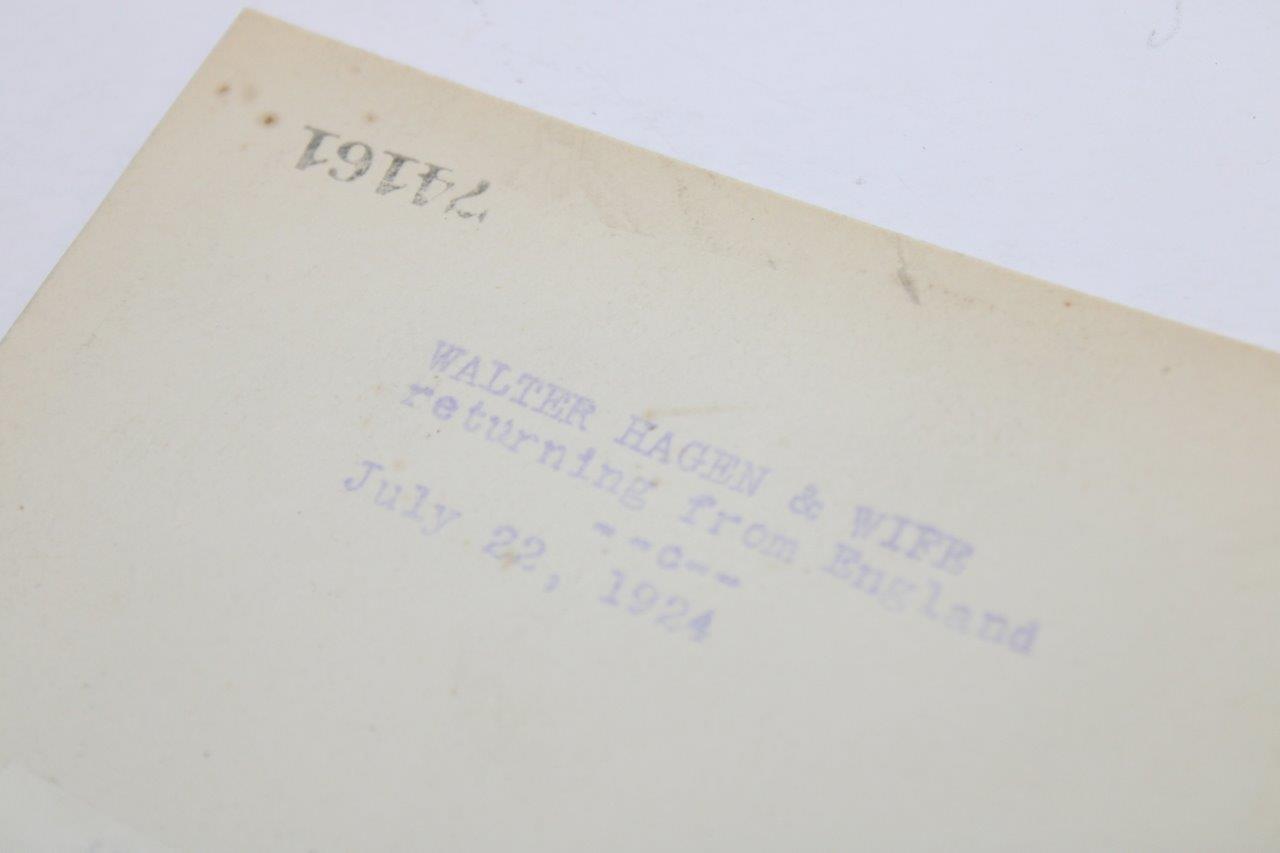 74161
WALTER HAGEN & WIFE
returning from England
--o--
July 22, 1924